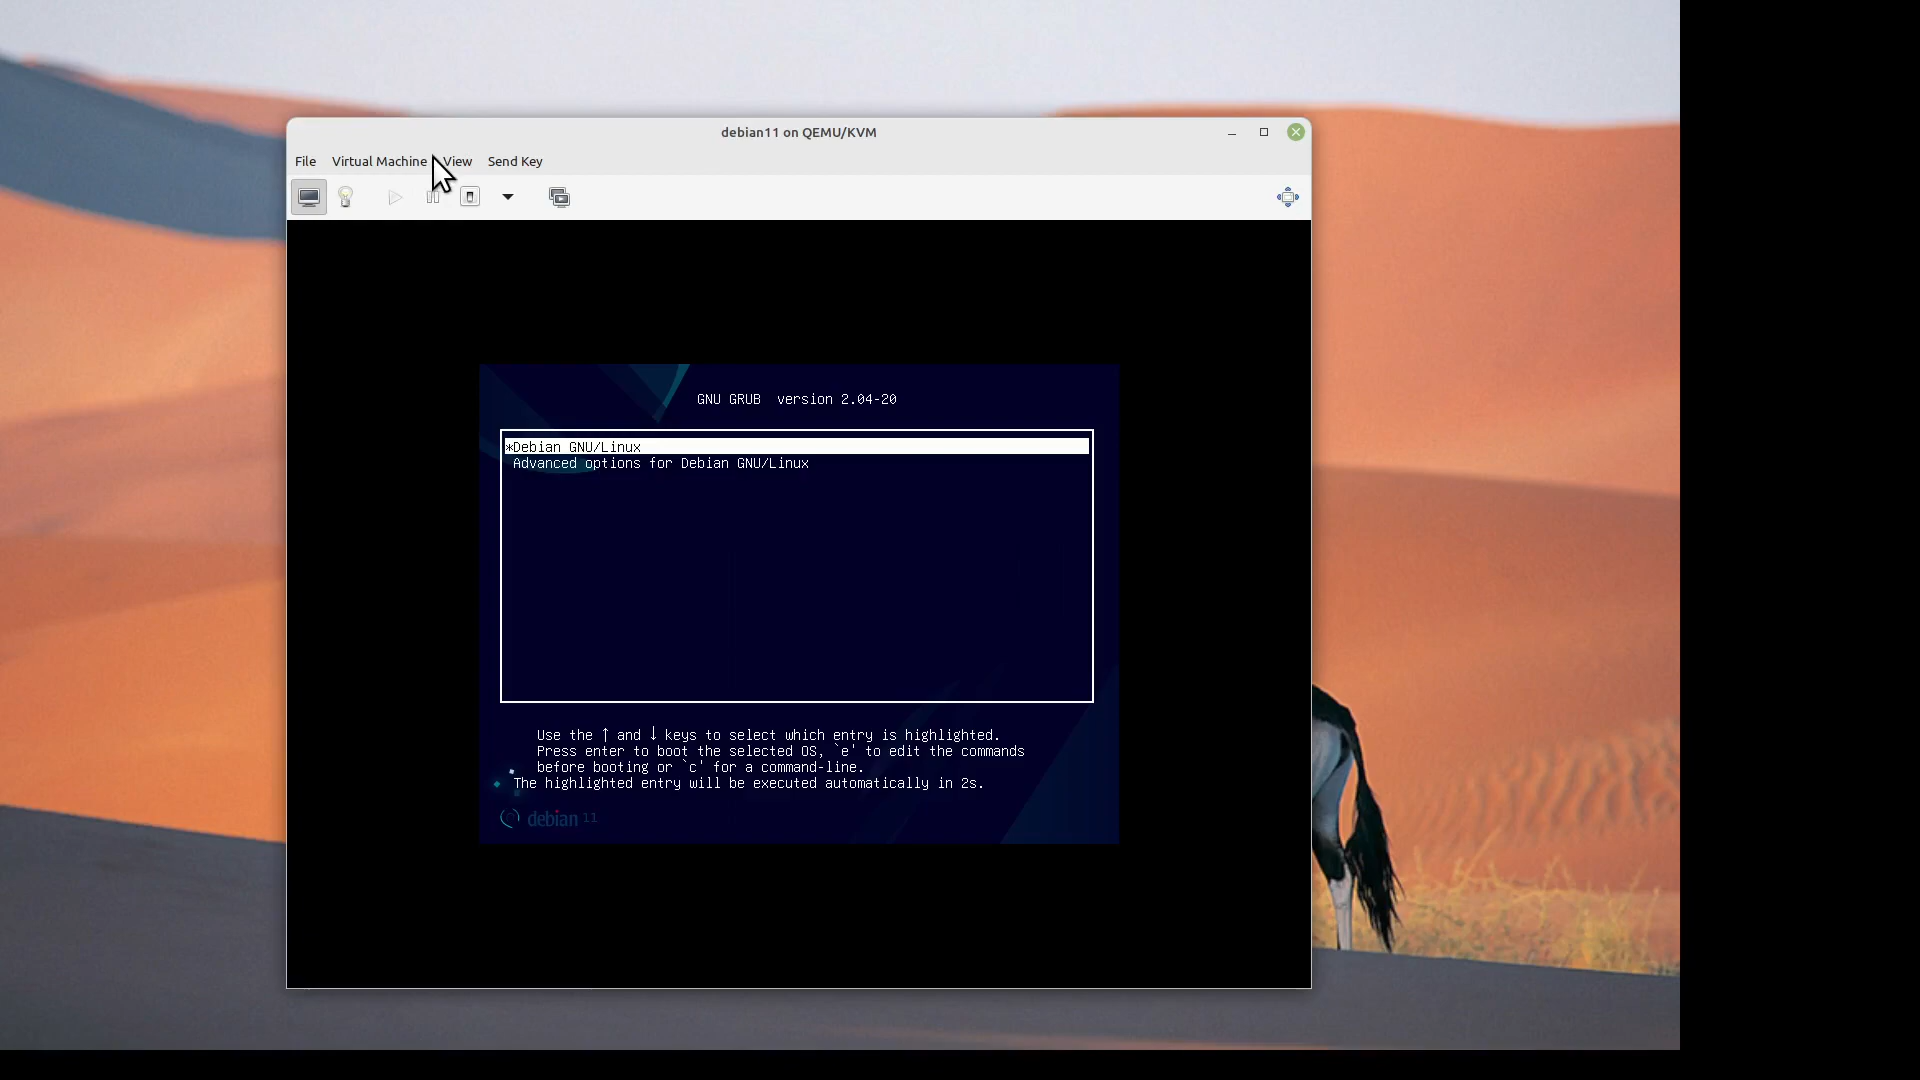 debian11 on QEMU/KVM
File Virtual Machine View Send Key
GNU GRUB version 2.04-20
*Debian GNU/Linux
Advanced options for Debian GNU/Linux
Use the ↑ and ↓ keys to select which entry is highlighted.
Press enter to boot the selected OS, `e' to edit the commands
before booting or `c' for a command-line.
The highlighted entry will be executed automatically in 2s.
debian 11